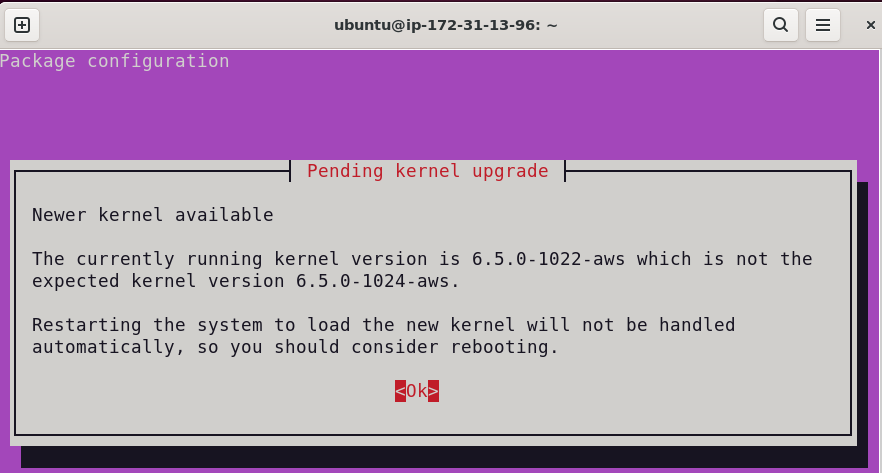 ubuntu@ip-172-31-13-96: ~
Package configuration
Pending kernel upgrade
Newer kernel available
The currently running kernel version is 6.5.0-1022-aws which is not the
expected kernel version 6.5.0-1024-aws.
Restarting the system to load the new kernel will not be handled
automatically, so you should consider rebooting.
<Ok>